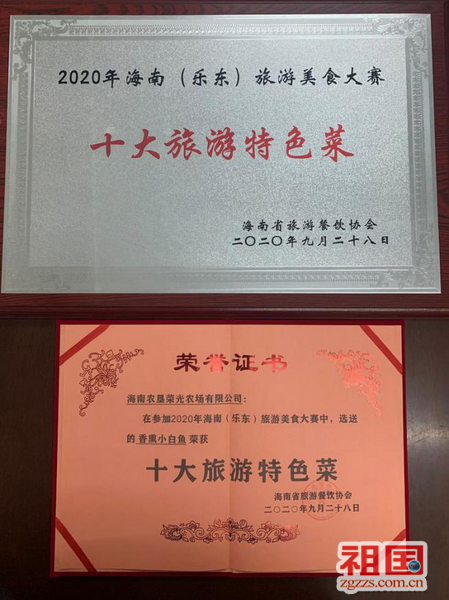 2020年海南（乐东）旅游美食大赛
十大旅游特色菜
海南省旅游餐饮协会
二〇二〇年九月二十八日
荣誉证书
海南农垦荣光农场有限公司：
在参加2020年海南（乐东）旅游美食大赛中，选送
的 香熏小白鱼 荣获
十大旅游特色菜
海南省旅游餐饮协会
二〇二〇年九月二十八日
祖国
zgzzs.com.cn